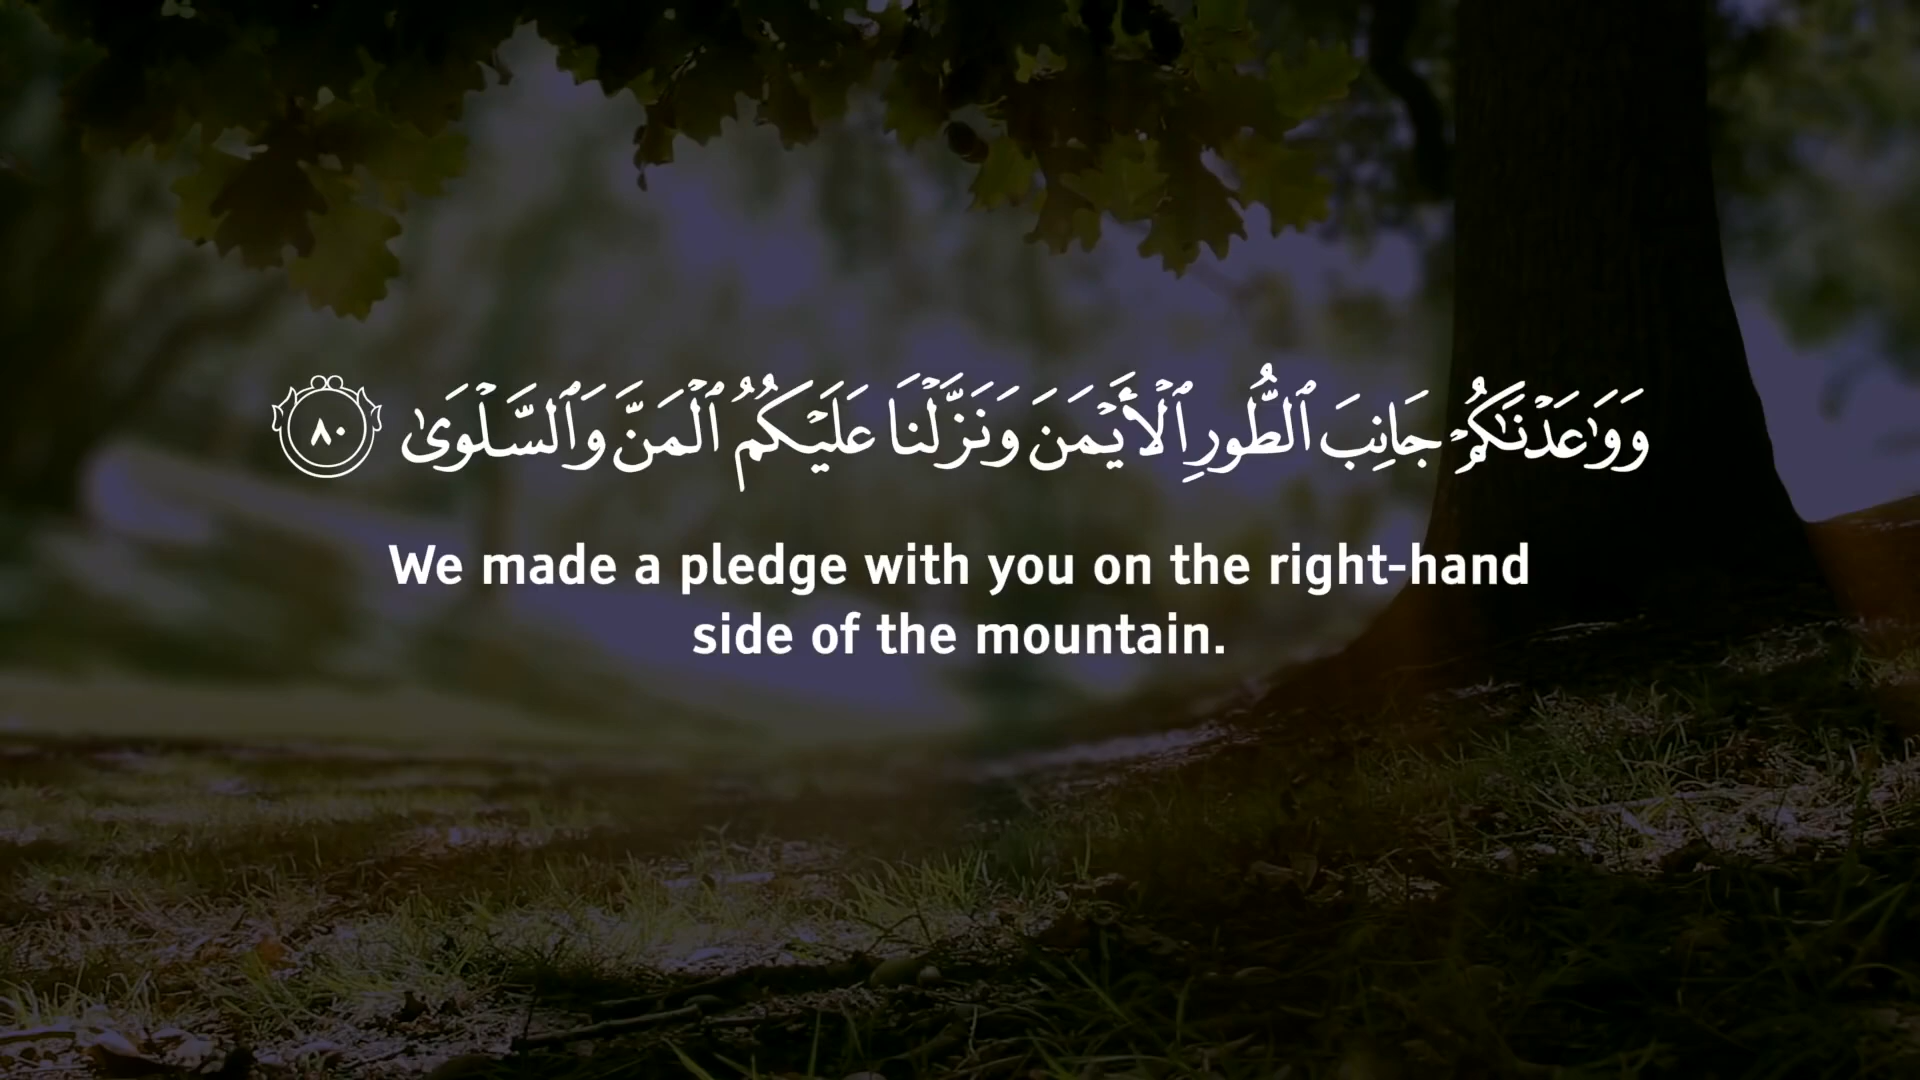 وَوَٰعَدۡنَٰكُمۡ جَانِبَ ٱلطُّورِ ٱلۡأَيۡمَنَ وَنَزَّلۡنَا عَلَيۡكُمُ ٱلۡمَنَّ وَٱلسَّلۡوَىٰ ٨٠
We made a pledge with you on the right-hand
side of the mountain.